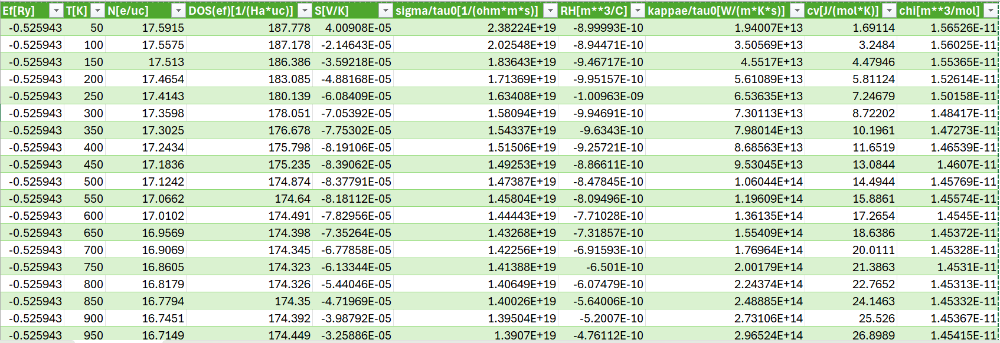 Ef[Ry] T[K] N[e/uc] DOS(ef)[1/(Ha*uc)] S[V/K] sigma/tau0[1/(ohm*m*s)] RH[m**3/C] kappae/tau0[W/(m*K*s)] cv[J/(mol*K)] chi[m**3/mol]
-0.525943 50 17.5915 187.778 4.00908E-05 2.38224E+19 -8.99993E-10 1.94007E+13 1.69114 1.56526E-11
-0.525943 100 17.5575 187.178 -2.14643E-05 2.02548E+19 -8.94471E-10 3.50569E+13 3.2484 1.56025E-11
-0.525943 150 17.513 186.386 -3.59218E-05 1.83643E+19 -9.46717E-10 4.5517E+13 4.47946 1.55365E-11
-0.525943 200 17.4654 183.085 -4.88168E-05 1.71369E+19 -9.95157E-10 5.61089E+13 5.81124 1.52614E-11
-0.525943 250 17.4143 180.139 -6.08409E-05 1.63408E+19 -1.00963E-09 6.53635E+13 7.24679 1.50158E-11
-0.525943 300 17.3598 178.051 -7.05392E-05 1.58094E+19 -9.94691E-10 7.30113E+13 8.72202 1.48417E-11
-0.525943 350 17.3025 176.678 -7.75302E-05 1.54337E+19 -9.6343E-10 7.98014E+13 10.1961 1.47273E-11
-0.525943 400 17.2434 175.798 -8.19106E-05 1.51506E+19 -9.25721E-10 8.68563E+13 11.6519 1.46539E-11
-0.525943 450 17.1836 175.235 -8.39062E-05 1.49253E+19 -8.86611E-10 9.53045E+13 13.0844 1.4607E-11
-0.525943 500 17.1242 174.874 -8.37791E-05 1.47387E+19 -8.47845E-10 1.06044E+14 14.4944 1.45769E-11
-0.525943 550 17.0662 174.64 -8.18112E-05 1.45804E+19 -8.09496E-10 1.19609E+14 15.8861 1.45574E-11
-0.525943 600 17.0102 174.491 -7.82956E-05 1.44443E+19 -7.71028E-10 1.36135E+14 17.2654 1.4545E-11
-0.525943 650 16.9569 174.398 -7.35264E-05 1.43268E+19 -7.31857E-10 1.55409E+14 18.6386 1.45372E-11
-0.525943 700 16.9069 174.345 -6.77858E-05 1.42256E+19 -6.91593E-10 1.76964E+14 20.0111 1.45328E-11
-0.525943 750 16.8605 174.323 -6.13344E-05 1.41388E+19 -6.501E-10 2.00179E+14 21.3863 1.4531E-11
-0.525943 800 16.8179 174.326 -5.44046E-05 1.40649E+19 -6.07479E-10 2.24374E+14 22.7652 1.45313E-11
-0.525943 850 16.7794 174.35 -4.71969E-05 1.40026E+19 -5.64006E-10 2.48885E+14 24.1463 1.45332E-11
-0.525943 900 16.7451 174.392 -3.98792E-05 1.39504E+19 -5.2007E-10 2.73106E+14 25.526 1.45367E-11
-0.525943 950 16.7149 174.449 -3.25886E-05 1.3907E+19 -4.76112E-10 2.96524E+14 26.8989 1.45415E-11